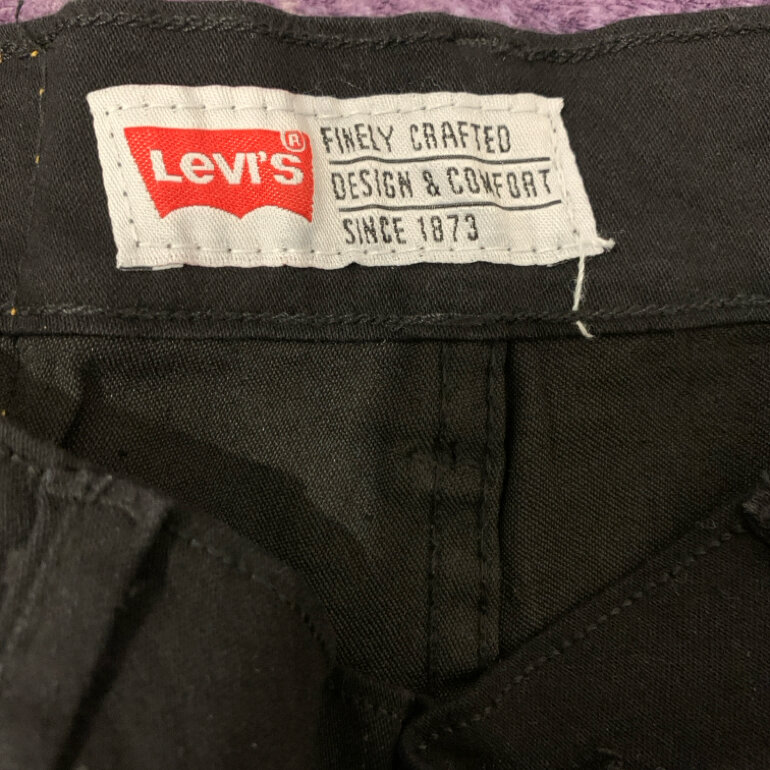 Levi's®
FINELY CRAFTED
DESIGN & COMFORT
SINCE 1873